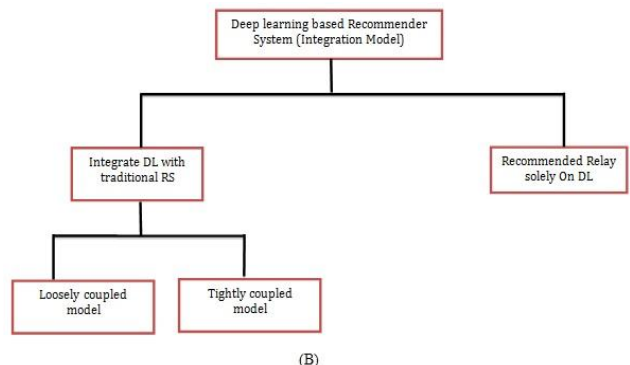 Deep learning based Recommender
System (Integration Model)
Integrate DL with
traditional RS
Recommended Relay
solely On DL
Loosely coupled
model
Tightly coupled
model
(B)